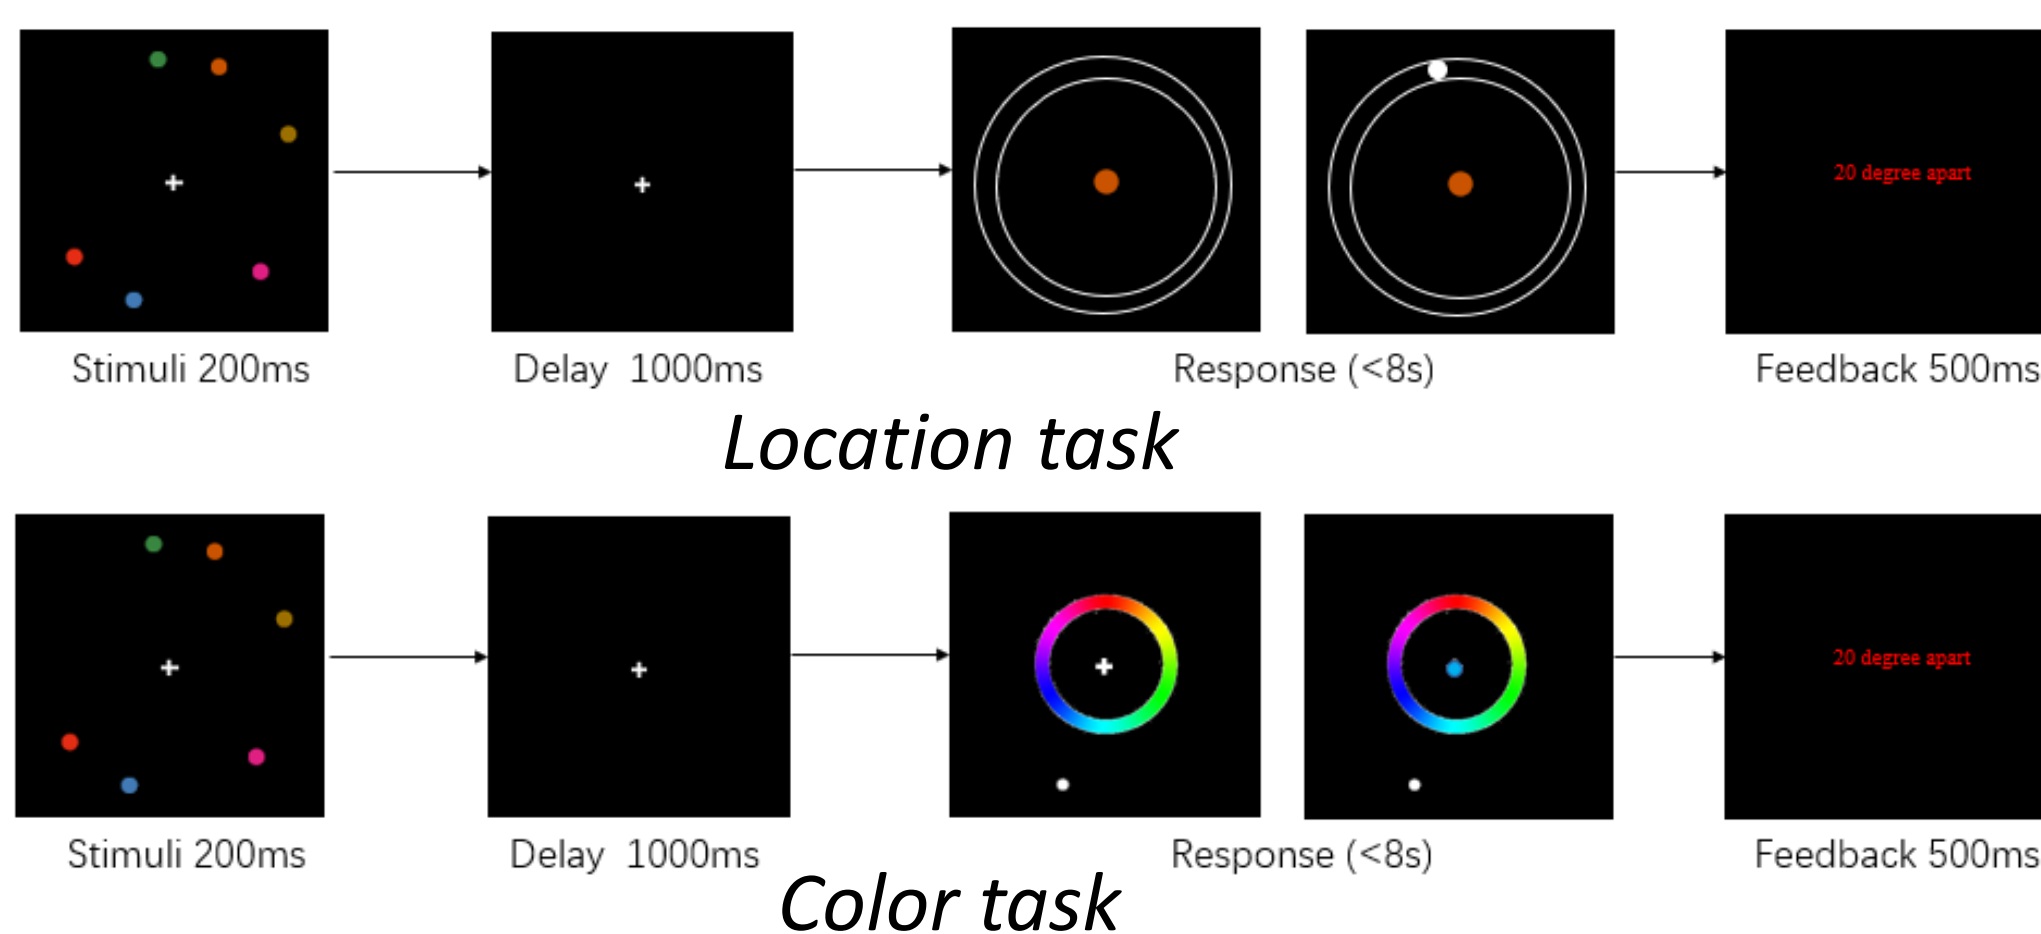 20 degree apart
Stimuli 200ms
Delay 1000ms
Response (<8s)
Feedback 500ms
Location task
20 degree apart
Stimuli 200ms
Delay 1000ms
Response (<8s)
Feedback 500ms
Color task